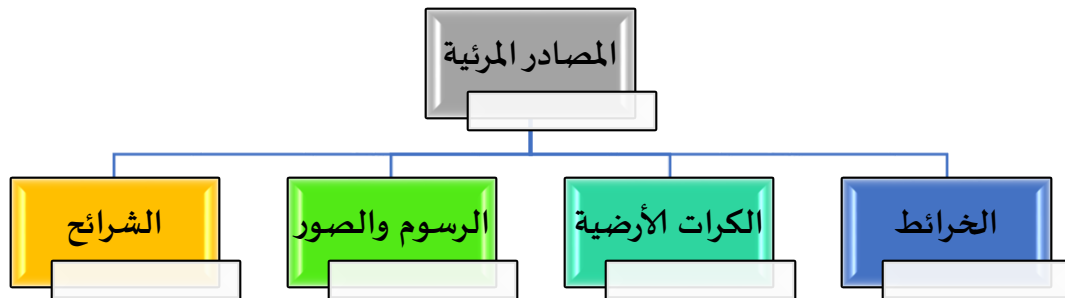 المصادر المرئية
الخرائط
الكرات الأرضية
الرسوم والصور
الشرائح